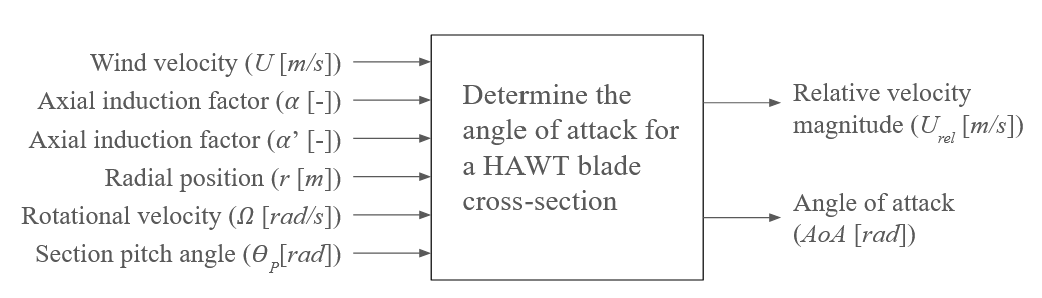 Wind velocity (U [m/s])
Axial induction factor (α [-])
Axial induction factor (α’ [-])
Radial position (r [m])
Rotational velocity (Ω [rad/s])
Section pitch angle (Θp[rad])
Determine the
angle of attack for
a HAWT blade
cross-section
Relative velocity
magnitude (Urel [m/s])
Angle of attack
(AoA [rad])